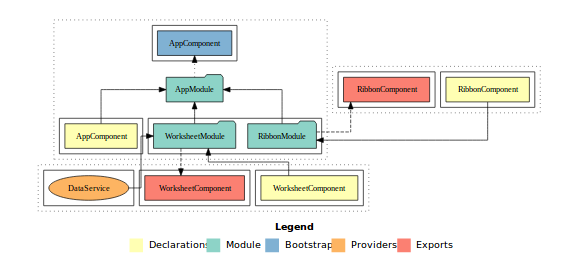 AppComponent
AppModule
RibbonComponent
RibbonComponent
AppComponent
WorksheetModule
RibbonModule
DataService
WorksheetComponent
WorksheetComponent
Legend
Declarations Module Bootstrap Providers Exports